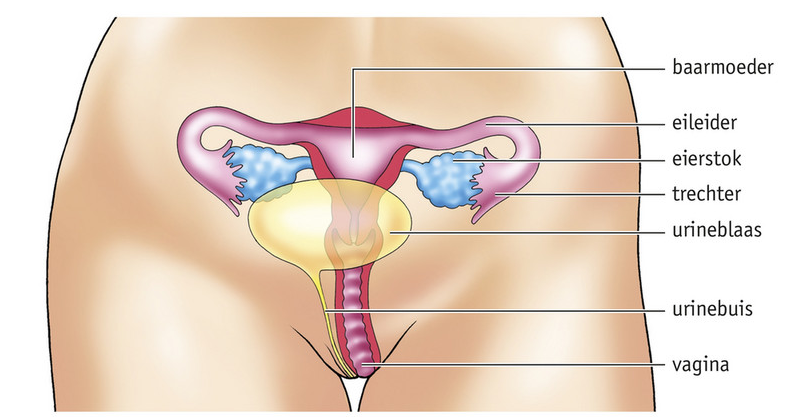 baarmoeder
eileider
eierstok
trechter
urineblaas
urinebuis
vagina